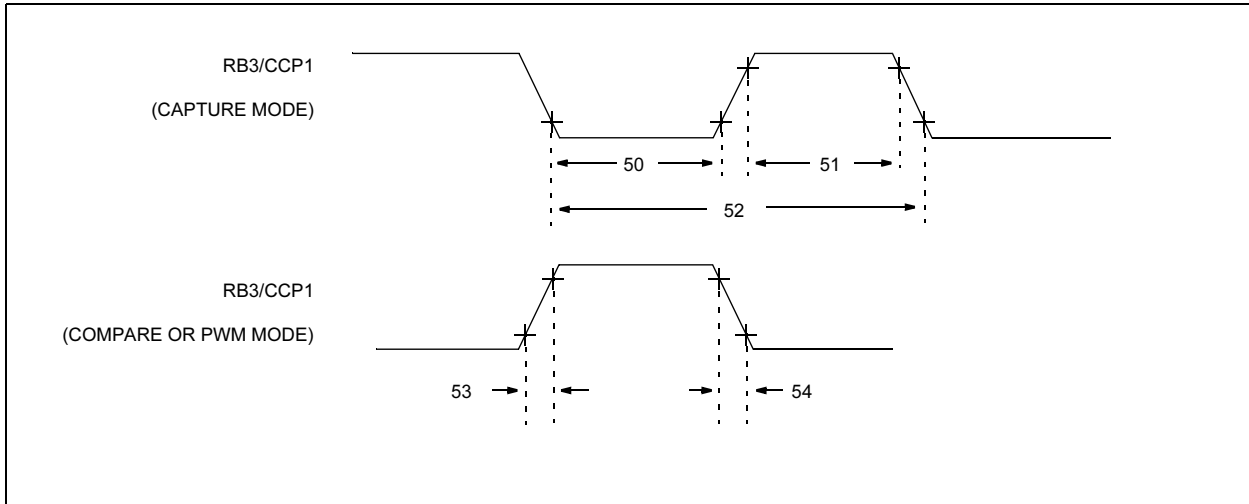 RB3/CCP1
(CAPTURE MODE)
50
51
52
RB3/CCP1
(COMPARE OR PWM MODE)
53
54